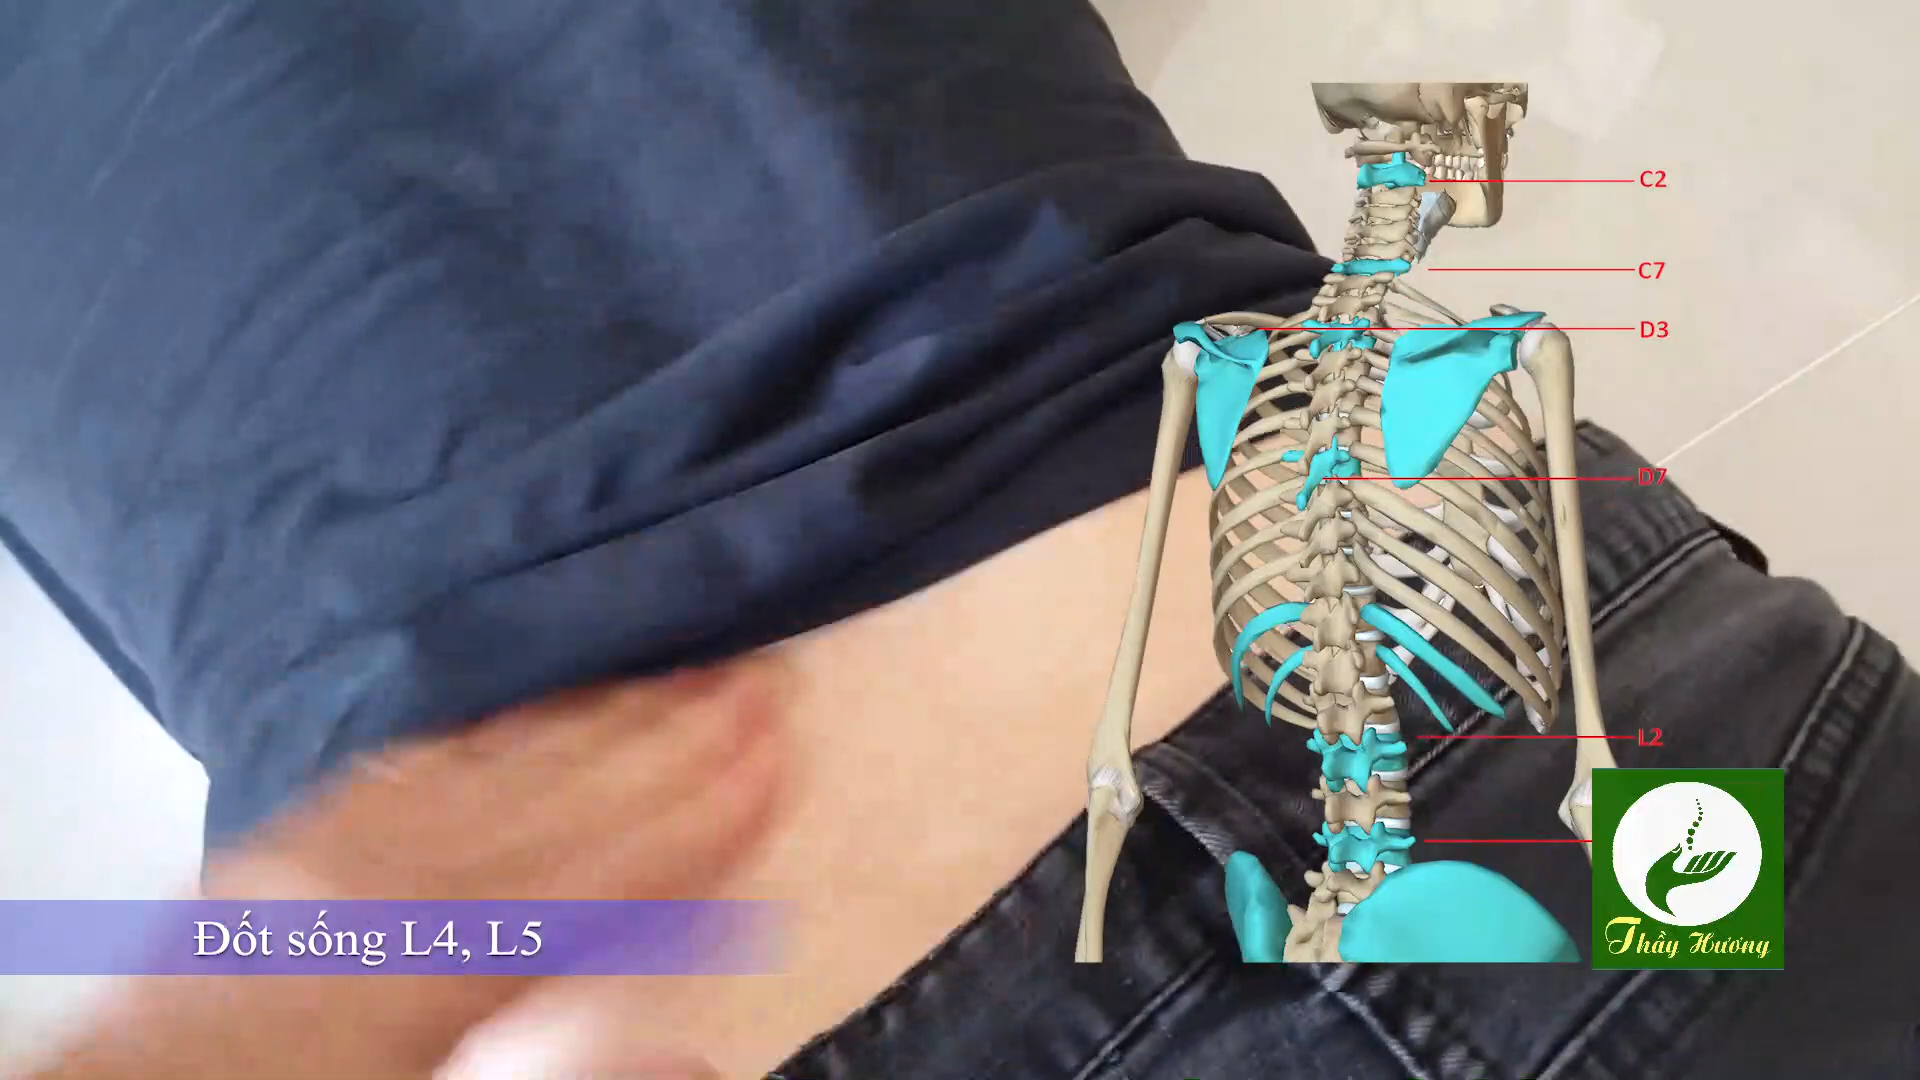 C2
C7
D3
D7
L2
Đốt sống L4, L5
Thầy Hương